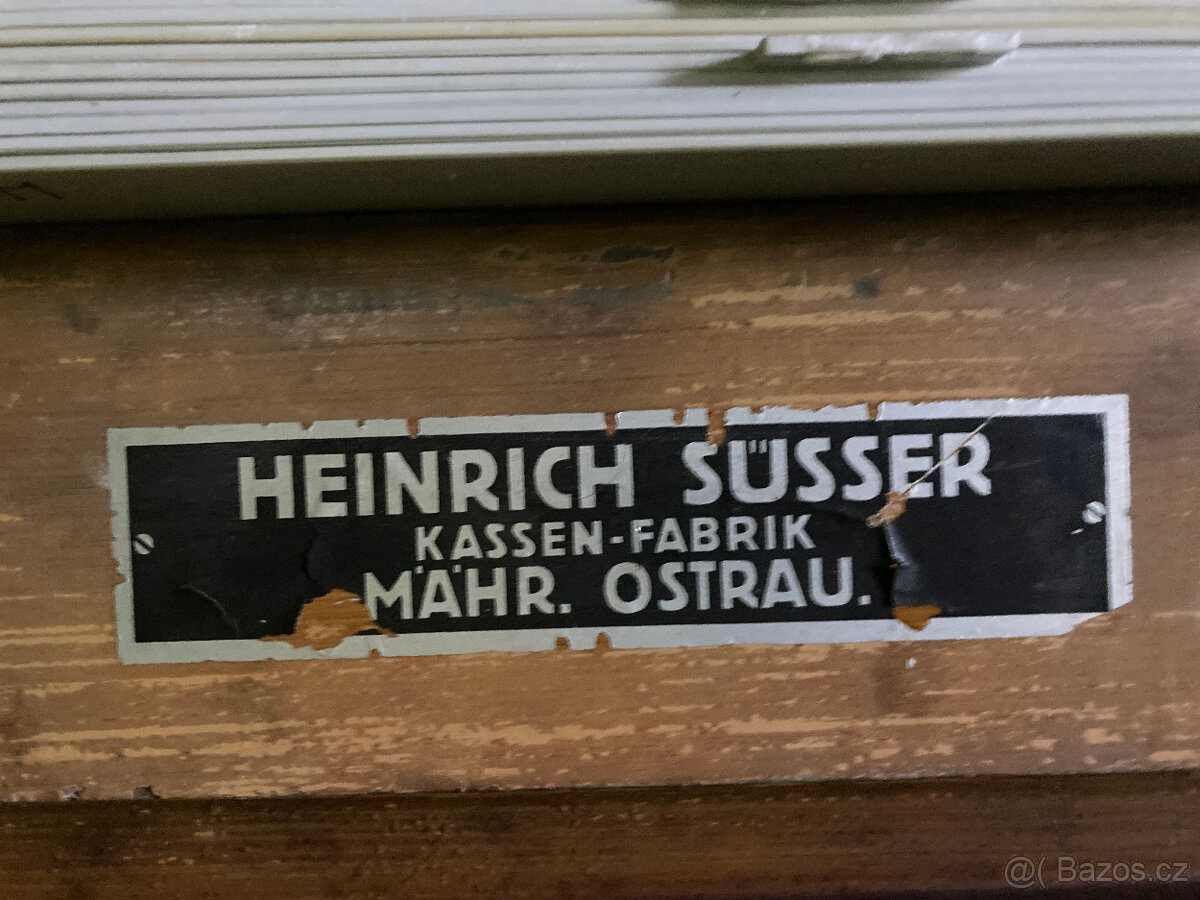 HEINRICH SÜSSER
KASSEN-FABRIK
MÄHR. OSTRAU.
@( Bazos.cz